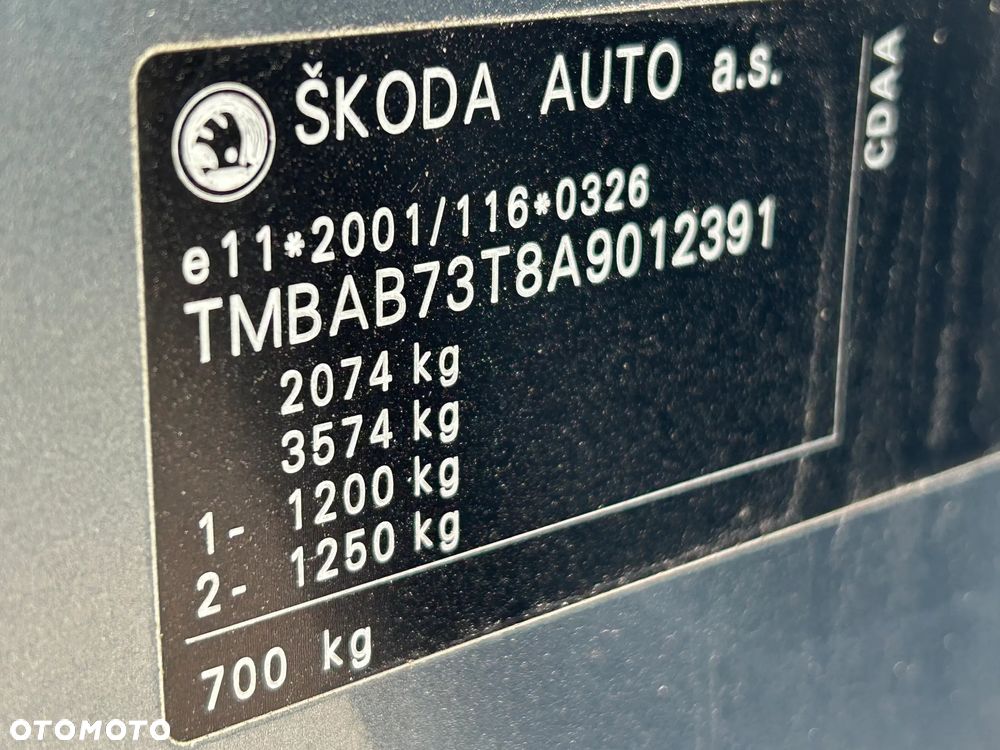 ŠKODA AUTO a.s.
e11*2001/116*0326
TMBAB73T8A9012391
2074 kg
3574 kg
1- 1200 kg
2- 1250 kg
700 kg
CDAA
OTOMOTO